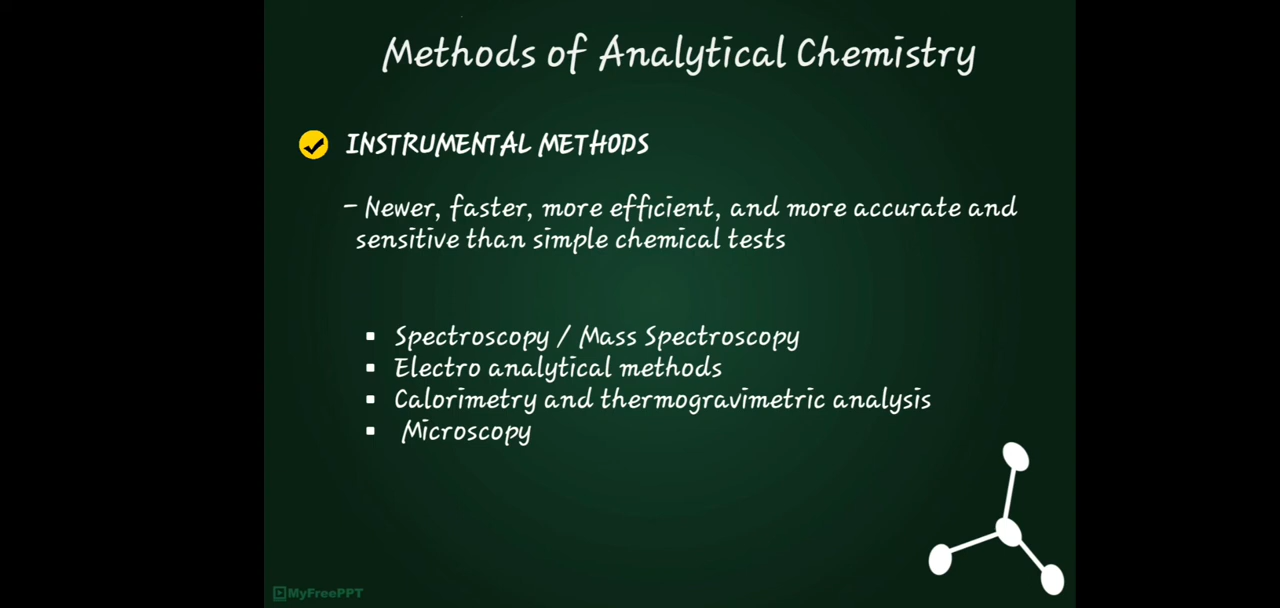 Methods of Analytical Chemistry
INSTRUMENTAL METHODS
- Newer, faster, more efficient, and more accurate and
sensitive than simple chemical tests
▪ Spectroscopy / Mass Spectroscopy
▪ Electro analytical methods
▪ Calorimetry and thermogravimetric analysis
▪ Microscopy
MyFreePPT